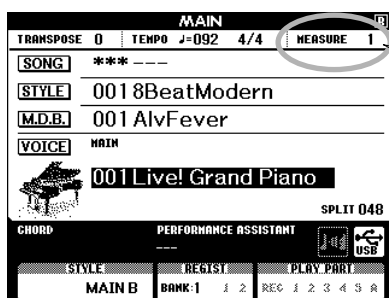 MAIN
TRANSPOSE 0 TEMPO ♩=092 4/4 MEASURE 1
SONG *** ---
STYLE 001 8BeatModern
M.D.B. 001 AlvFever
VOICE MAIN
001 Live! Grand Piano
SPLIT 048
CHORD PERFORMANCE ASSISTANT
---
USB
STYLE REGIST PLAY PART
MAIN B BANK:1 1 2 REC 1 2 3 4 5 A